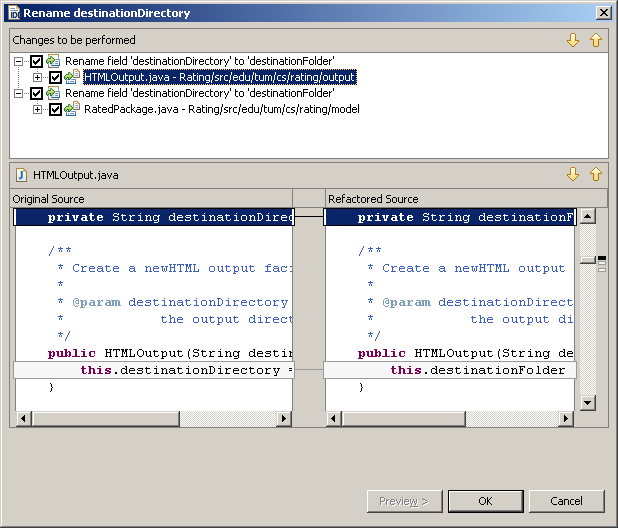 Rename destinationDirectory
Changes to be performed
Rename field 'destinationDirectory' to 'destinationFolder'
HTMLOutput.java - Rating/src/edu/tum/cs/rating/output
Rename field 'destinationDirectory' to 'destinationFolder'
RatedPackage.java - Rating/src/edu/tum/cs/rating/model
HTMLOutput.java
Original Source
private String destinationDirec
/**
* Create a newHTML output faci
*
* @param destinationDirectory
* the output direct
*/
public HTMLOutput(String destin
this.destinationDirectory =
}
Refactored Source
private String destinationF
/**
* Create a newHTML output
*
* @param destinationDirect
* the output di
*/
public HTMLOutput(String de
this.destinationFolder
}
Preview >
OK
Cancel